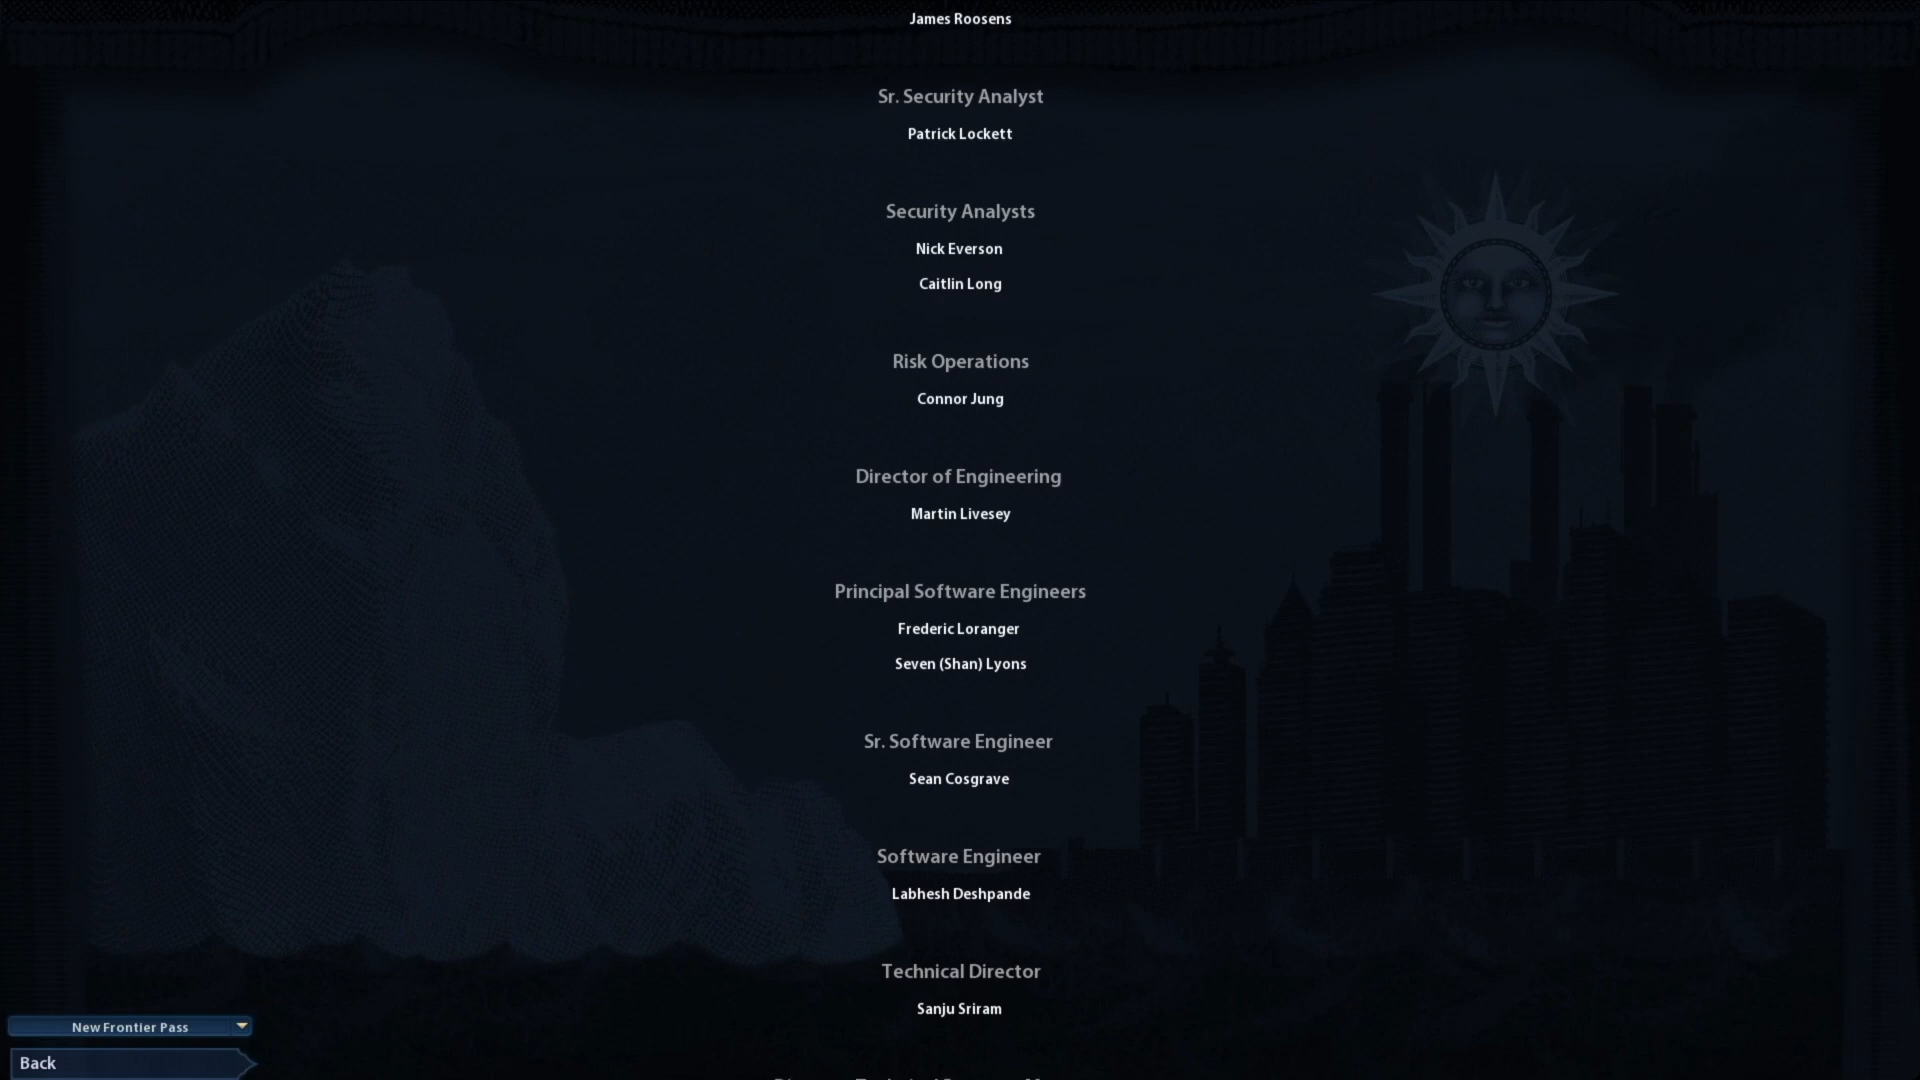 James Roosens
Sr. Security Analyst
Patrick Lockett
Security Analysts
Nick Everson
Caitlin Long
Risk Operations
Connor Jung
Director of Engineering
Martin Livesey
Principal Software Engineers
Frederic Loranger
Seven (Shan) Lyons
Sr. Software Engineer
Sean Cosgrave
Software Engineer
Labhesh Deshpande
Technical Director
Sanju Sriram
New Frontier Pass
Back